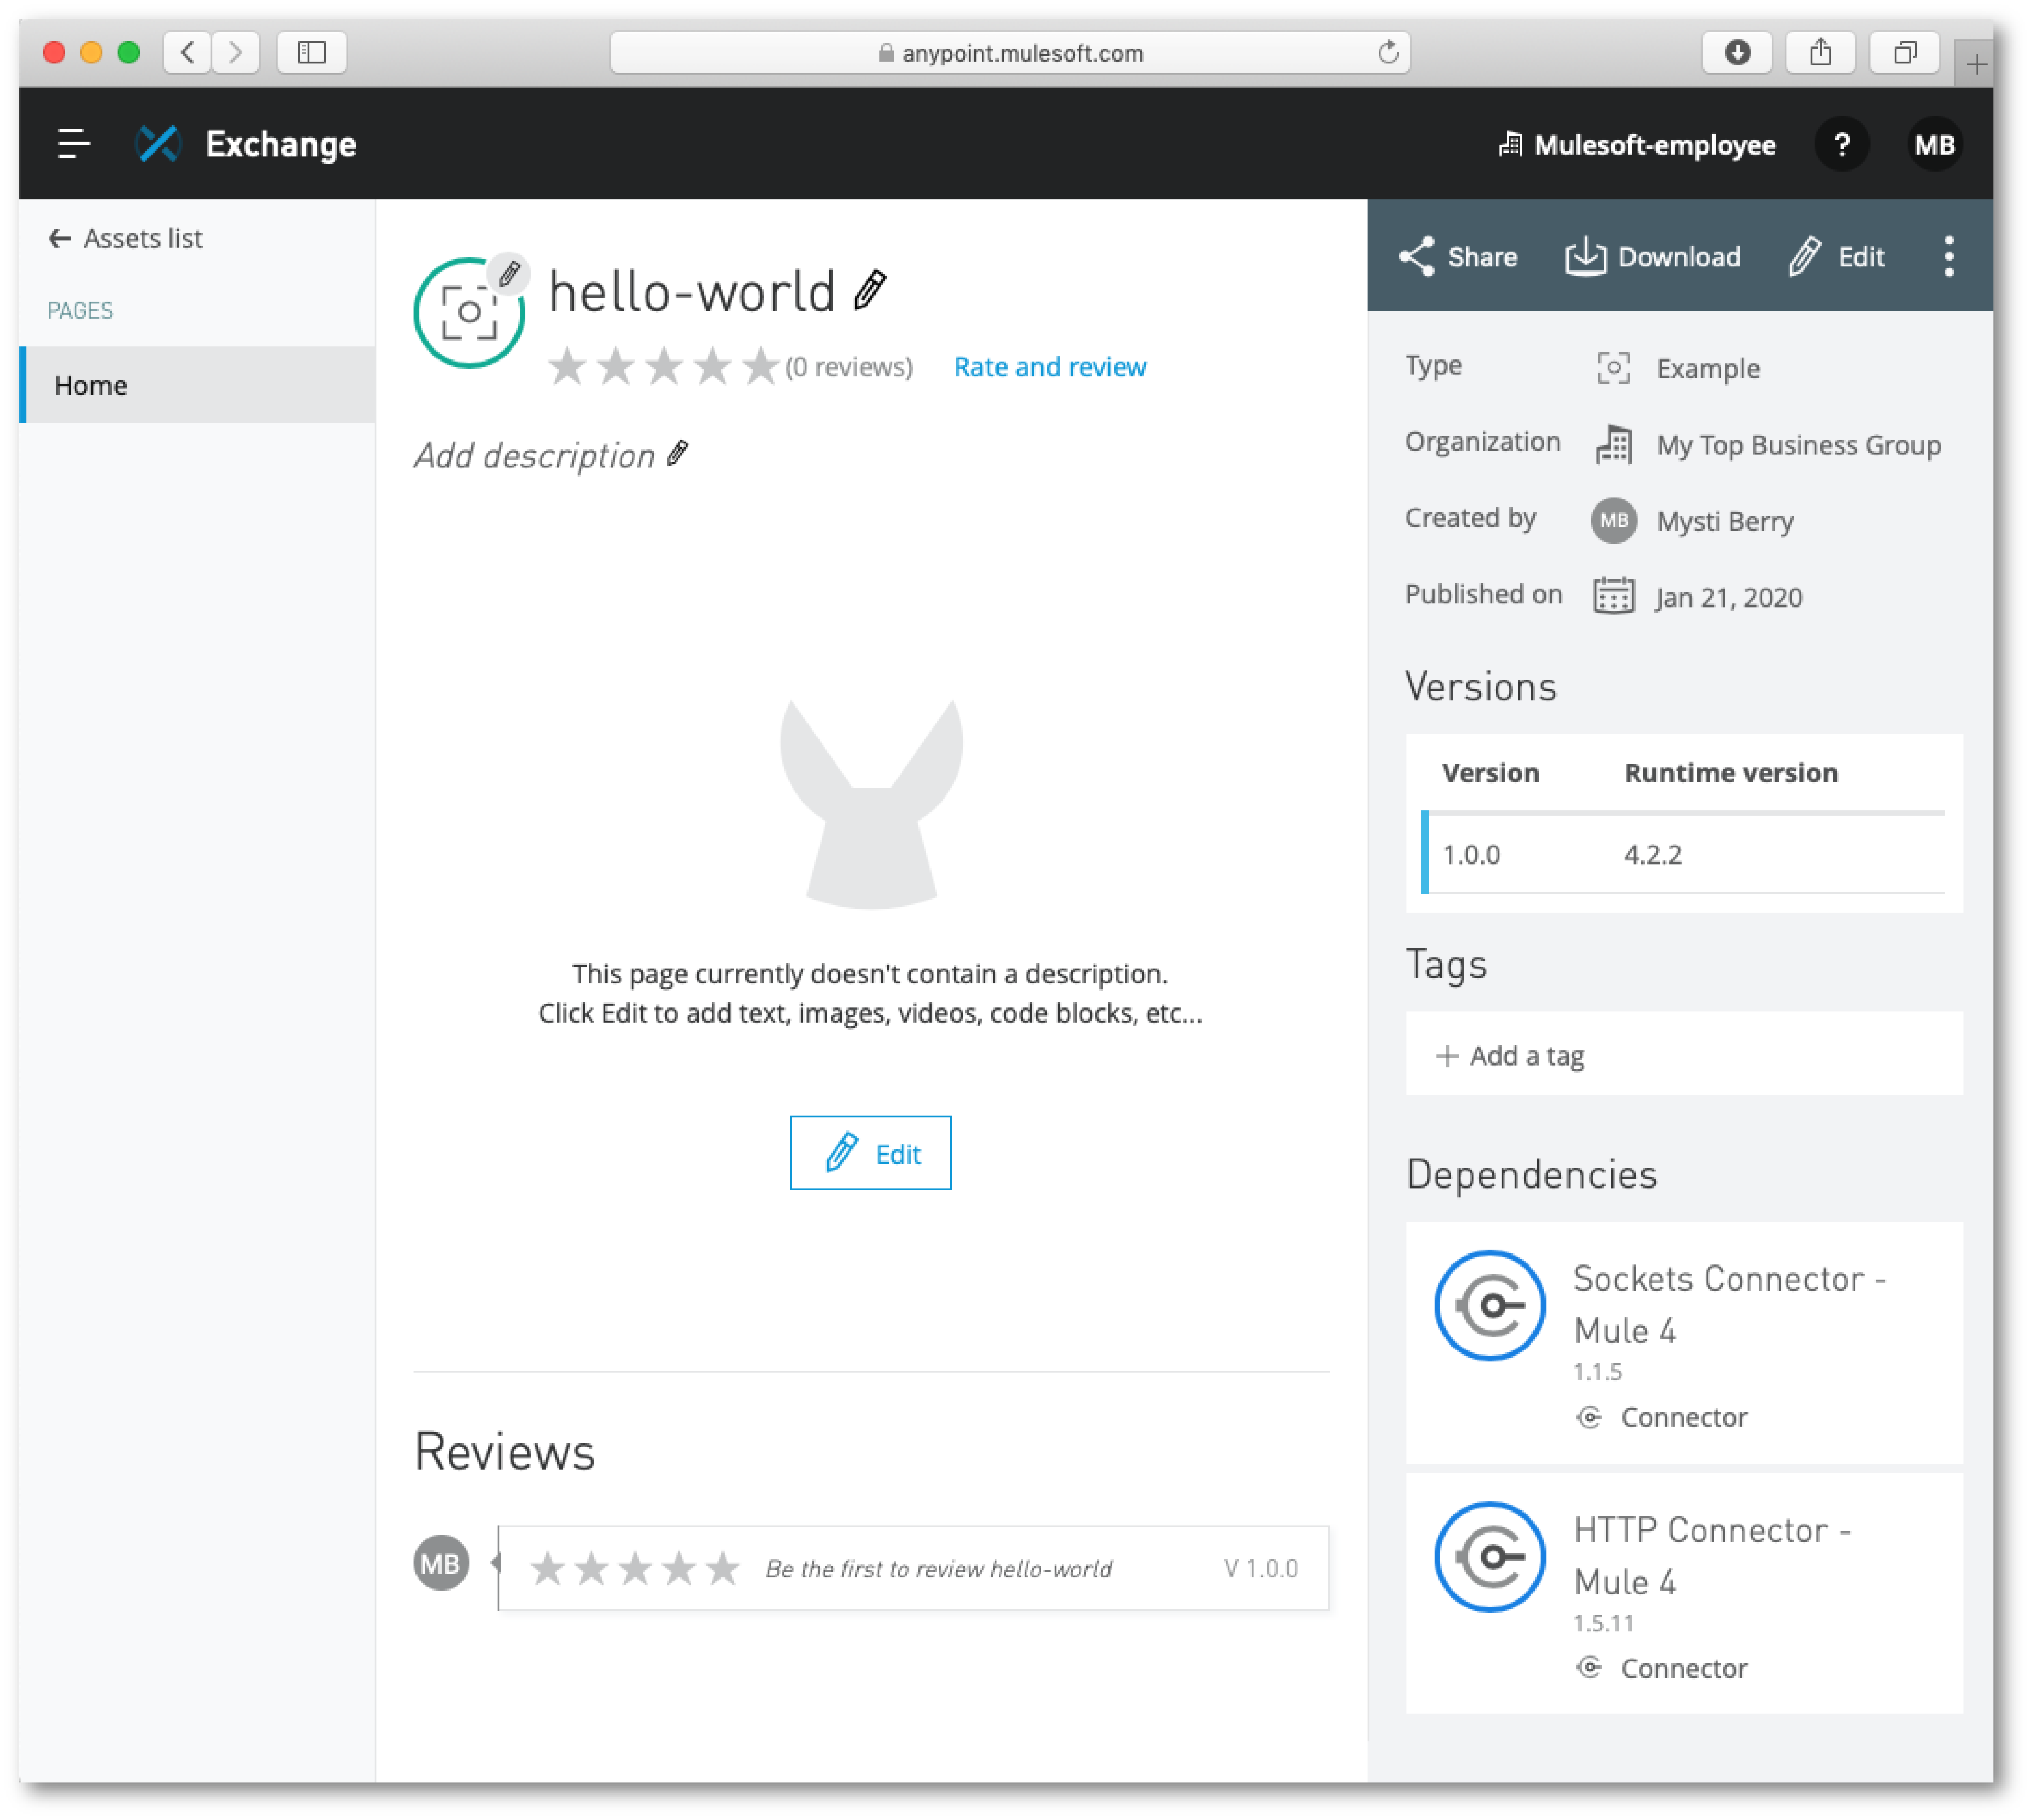 anypoint.mulesoft.com
Exchange
Mulesoft-employee
?
MB
Assets list
PAGES
Home
hello-world
(0 reviews)
Rate and review
Add description
This page currently doesn't contain a description.
Click Edit to add text, images, videos, code blocks, etc...
Edit
Reviews
MB
Be the first to review hello-world
V 1.0.0
Share
Download
Edit
Type
Example
Organization
My Top Business Group
Created by
MB
Mysti Berry
Published on
Jan 21, 2020
Versions
Version
Runtime version
1.0.0
4.2.2
Tags
+ Add a tag
Dependencies
Sockets Connector -
Mule 4
1.1.5
Connector
HTTP Connector -
Mule 4
1.5.11
Connector